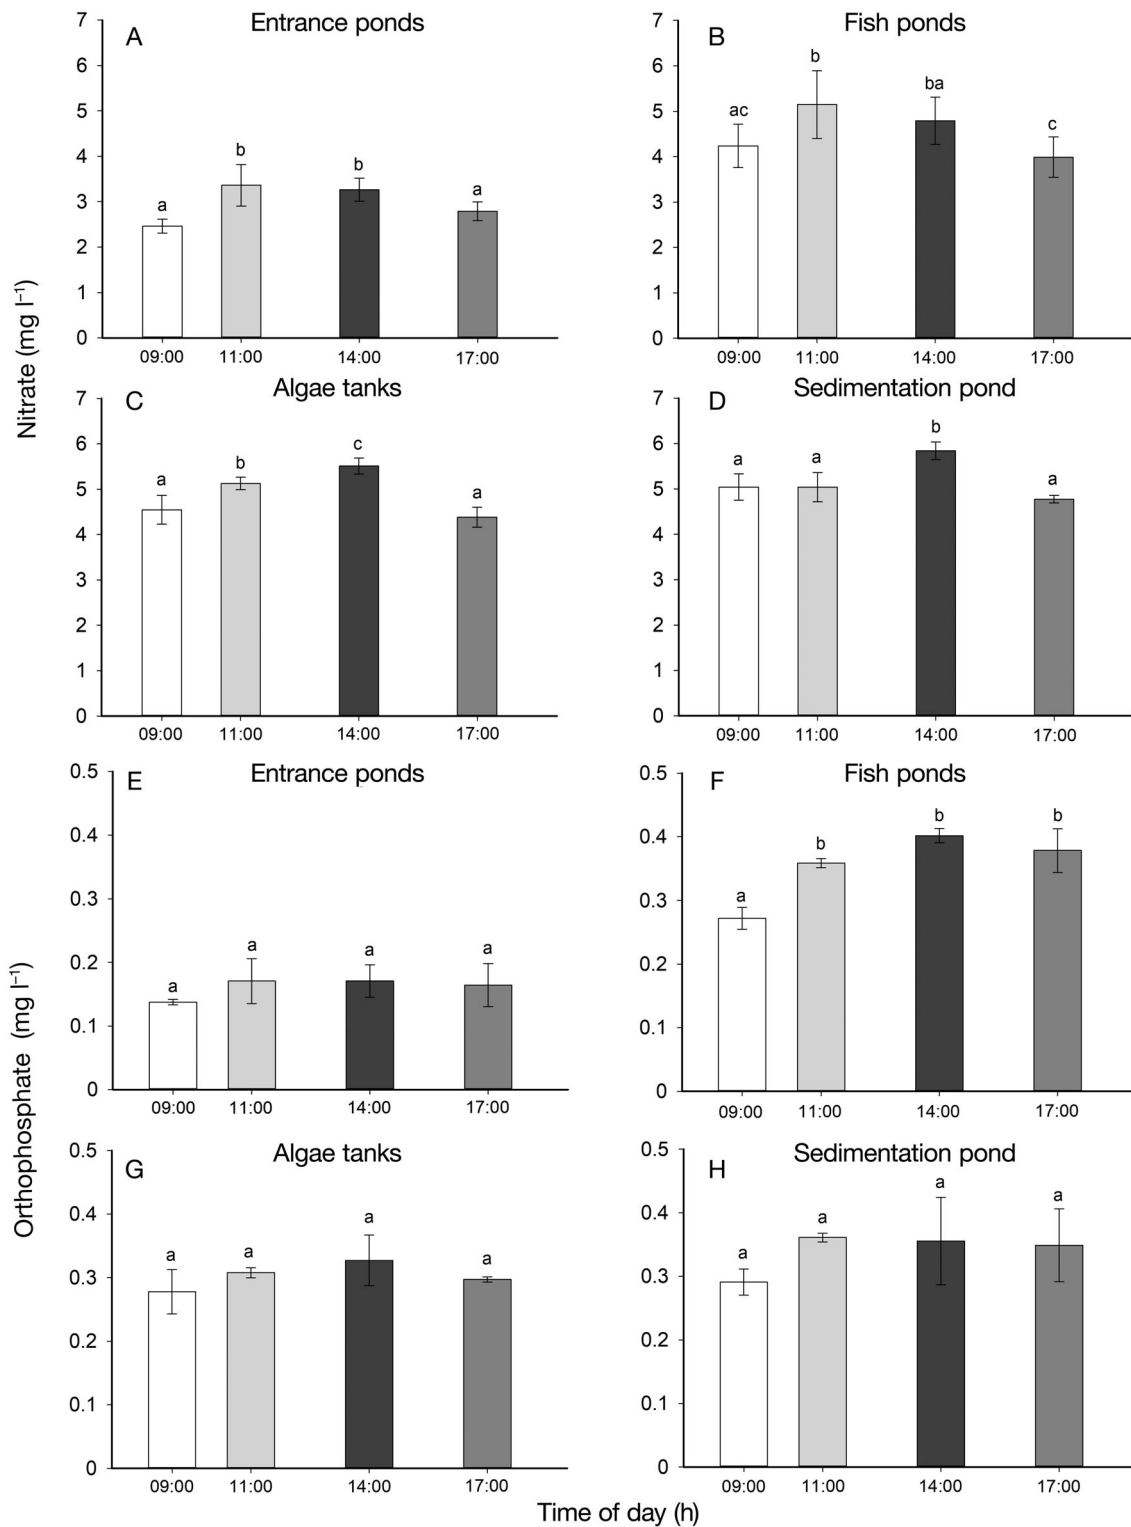 A Entrance ponds
7
6
5
4
3
2
1
0
a b b a
09:00 11:00 14:00 17:00
B Fish ponds
7
6
5
4
3
2
1
0
ac b ba c
09:00 11:00 14:00 17:00
Nitrate (mg l⁻¹)
C Algae tanks
7
6
5
4
3
2
1
0
a b c a
09:00 11:00 14:00 17:00
D Sedimentation pond
7
6
5
4
3
2
1
0
a a b a
09:00 11:00 14:00 17:00
E Entrance ponds
0.5
0.4
0.3
0.2
0.1
0
a a a a
09:00 11:00 14:00 17:00
F Fish ponds
0.5
0.4
0.3
0.2
0.1
0
a b b b
09:00 11:00 14:00 17:00
Orthophosphate (mg l⁻¹)
G Algae tanks
0.5
0.4
0.3
0.2
0.1
0
a a a a
09:00 11:00 14:00 17:00
H Sedimentation pond
0.5
0.4
0.3
0.2
0.1
0
a a a a
09:00 11:00 14:00 17:00
Time of day (h)